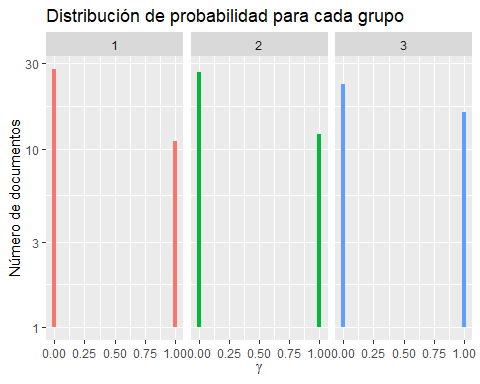 Distribución de probabilidad para cada grupo
1 2 3
Número de documentos
30
10
3
1
0.00 0.25 0.50 0.75 1.00 0.00 0.25 0.50 0.75 1.00 0.00 0.25 0.50 0.75 1.00
γ